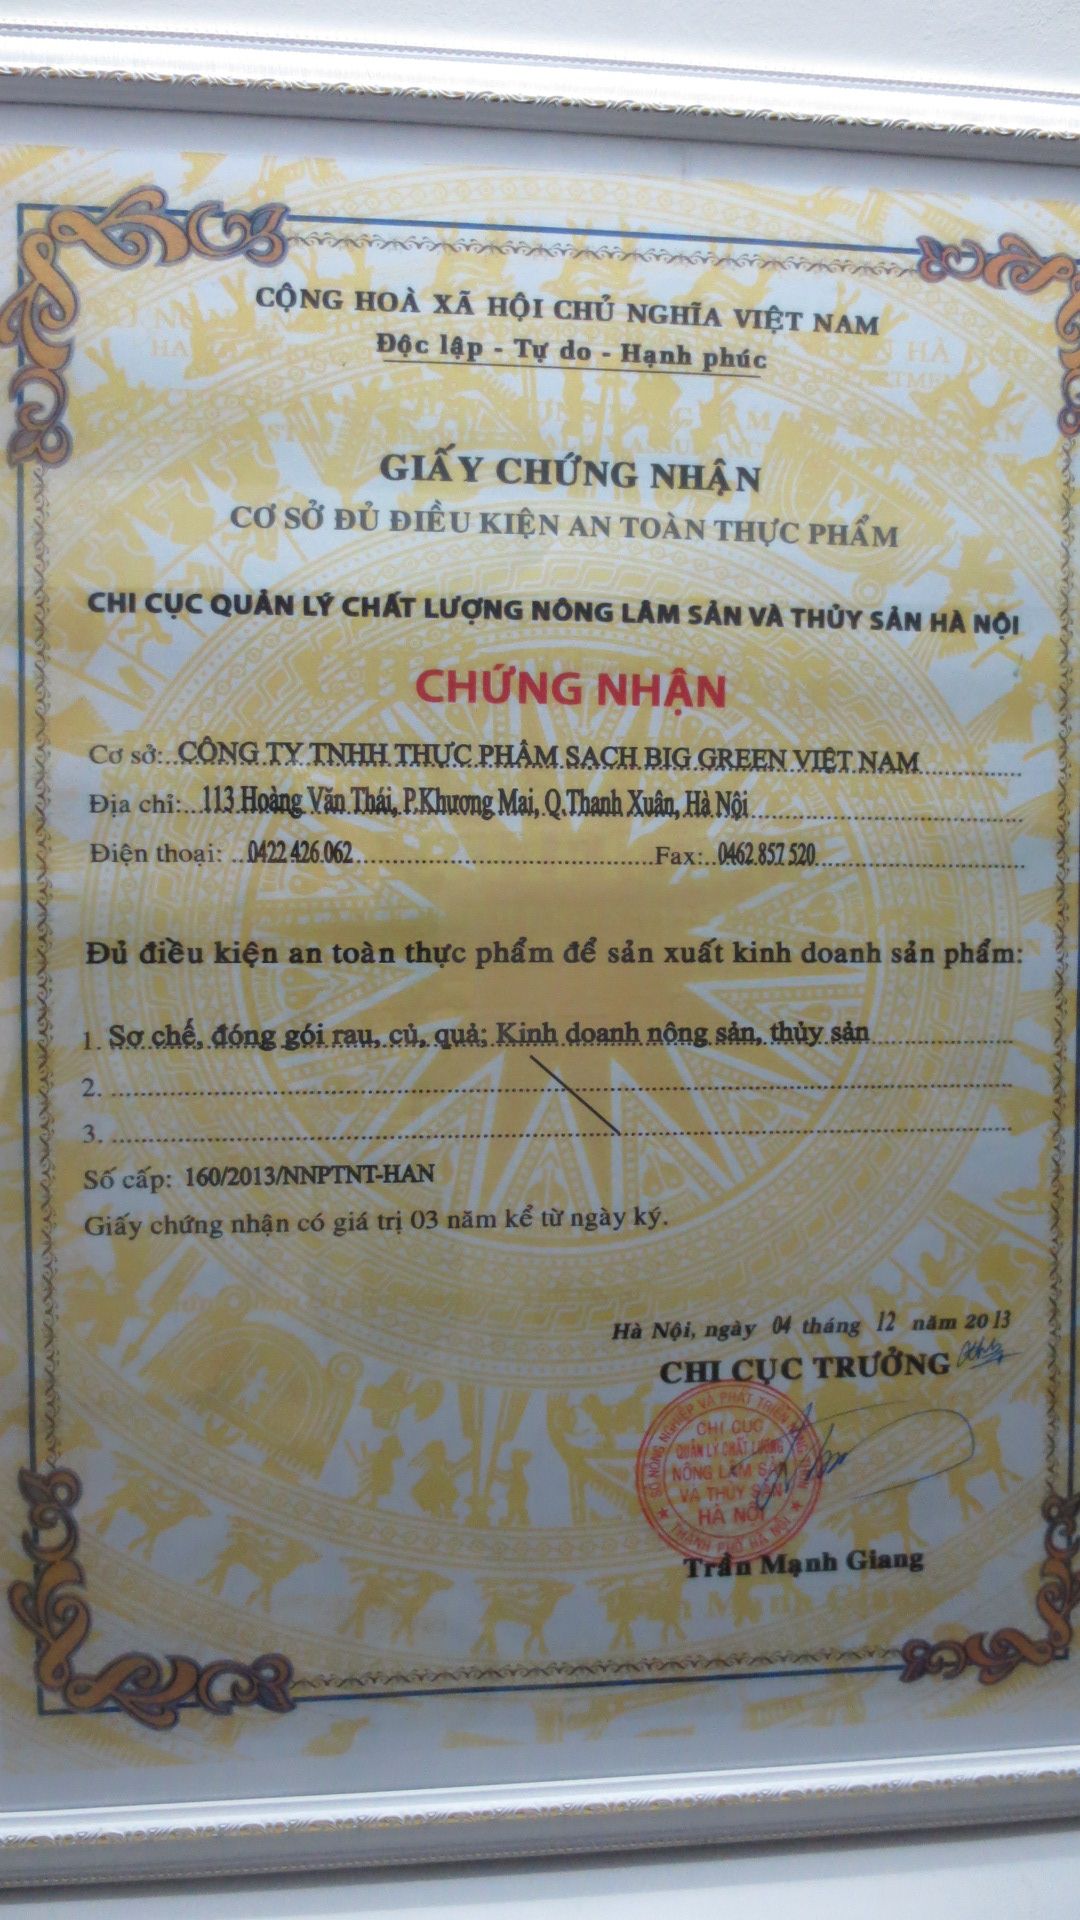 CỘNG HOÀ XÃ HỘI CHỦ NGHĨA VIỆT NAM
Độc lập - Tự do - Hạnh phúc
GIẤY CHỨNG NHẬN
CƠ SỞ ĐỦ ĐIỀU KIỆN AN TOÀN THỰC PHẨM
CHI CỤC QUẢN LÝ CHẤT LƯỢNG NÔNG LÂM SẢN VÀ THỦY SẢN HÀ NỘI
CHỨNG NHẬN
Cơ sở: CÔNG TY TNHH THỰC PHẨM SẠCH BIG GREEN VIỆT NAM
Địa chỉ: 113 Hoàng Văn Thái, P.Khương Mai, Q.Thanh Xuân, Hà Nội
Điện thoại: 0422 426 062 Fax: 0462 857 520
Đủ điều kiện an toàn thực phẩm để sản xuất kinh doanh sản phẩm:
1. Sơ chế, đóng gói rau, củ, quả; Kinh doanh nông sản, thủy sản
2.
3.
Số cấp: 160/2013/NNPTNT-HAN
Giấy chứng nhận có giá trị 03 năm kể từ ngày ký.
Hà Nội, ngày 04 tháng 12 năm 2013
CHI CỤC TRƯỞNG
SỞ NÔNG NGHIỆP VÀ PHÁT TRIỂN NÔNG THÔN
CHI CỤC
QUẢN LÝ CHẤT LƯỢNG
NÔNG LÂM SẢN
VÀ THỦY SẢN
HÀ NỘI
THÀNH PHỐ HÀ NỘI
Trần Mạnh Giang